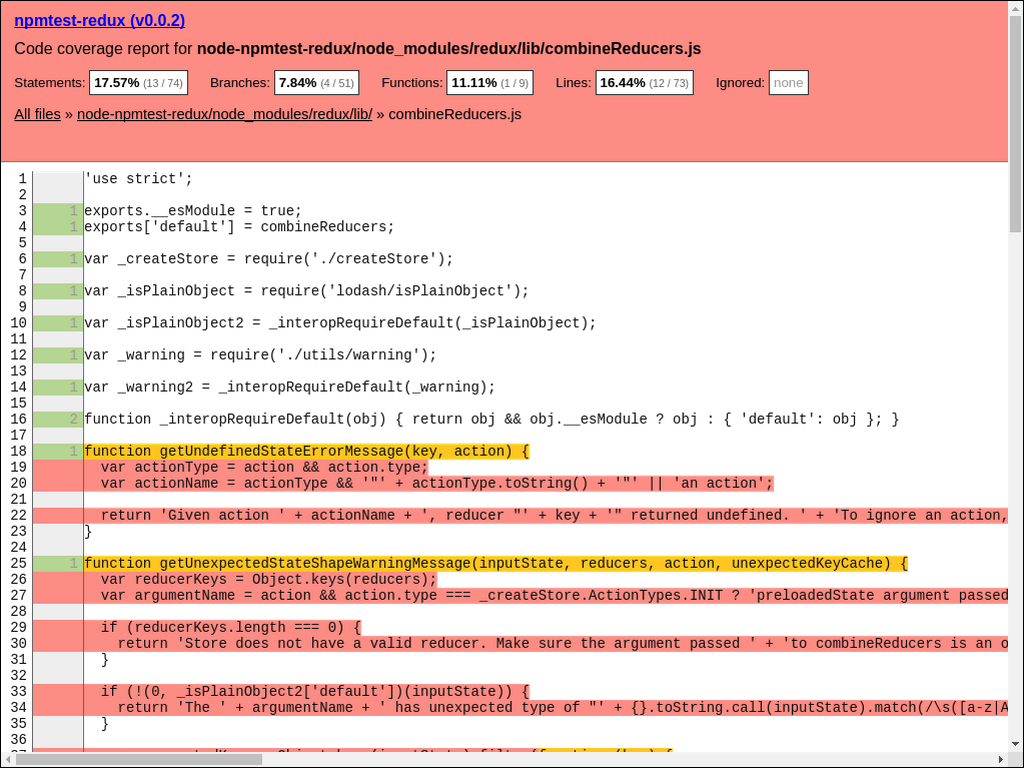 npmtest-redux (v0.0.2)
Code coverage report for node-npmtest-redux/node_modules/redux/lib/combineReducers.js
Statements: 17.57% (13 / 74) Branches: 7.84% (4 / 51) Functions: 11.11% (1 / 9) Lines: 16.44% (12 / 73) Ignored: none
All files » node-npmtest-redux/node_modules/redux/lib/ » combineReducers.js
1 'use strict';
2
3 1 exports.__esModule = true;
4 1 exports['default'] = combineReducers;
5
6 1 var _createStore = require('./createStore');
7
8 1 var _isPlainObject = require('lodash/isPlainObject');
9
10 1 var _isPlainObject2 = _interopRequireDefault(_isPlainObject);
11
12 1 var _warning = require('./utils/warning');
13
14 1 var _warning2 = _interopRequireDefault(_warning);
15
16 2 function _interopRequireDefault(obj) { return obj && obj.__esModule ? obj : { 'default': obj }; }
17
18 1 function getUndefinedStateErrorMessage(key, action) {
19 var actionType = action && action.type;
20 var actionName = actionType && '"' + actionType.toString() + '"' || 'an action';
21
22 return 'Given action ' + actionName + ', reducer "' + key + '" returned undefined. ' + 'To ignore an action,
23 }
24
25 1 function getUnexpectedStateShapeWarningMessage(inputState, reducers, action, unexpectedKeyCache) {
26 var reducerKeys = Object.keys(reducers);
27 var argumentName = action && action.type === _createStore.ActionTypes.INIT ? 'preloadedState argument passed
28
29 if (reducerKeys.length === 0) {
30 return 'Store does not have a valid reducer. Make sure the argument passed ' + 'to combineReducers is an o
31 }
32
33 if (!(0, _isPlainObject2['default'])(inputState)) {
34 return 'The ' + argumentName + ' has unexpected type of "' + {}.toString.call(inputState).match(/\s([a-z|A
35 }
36